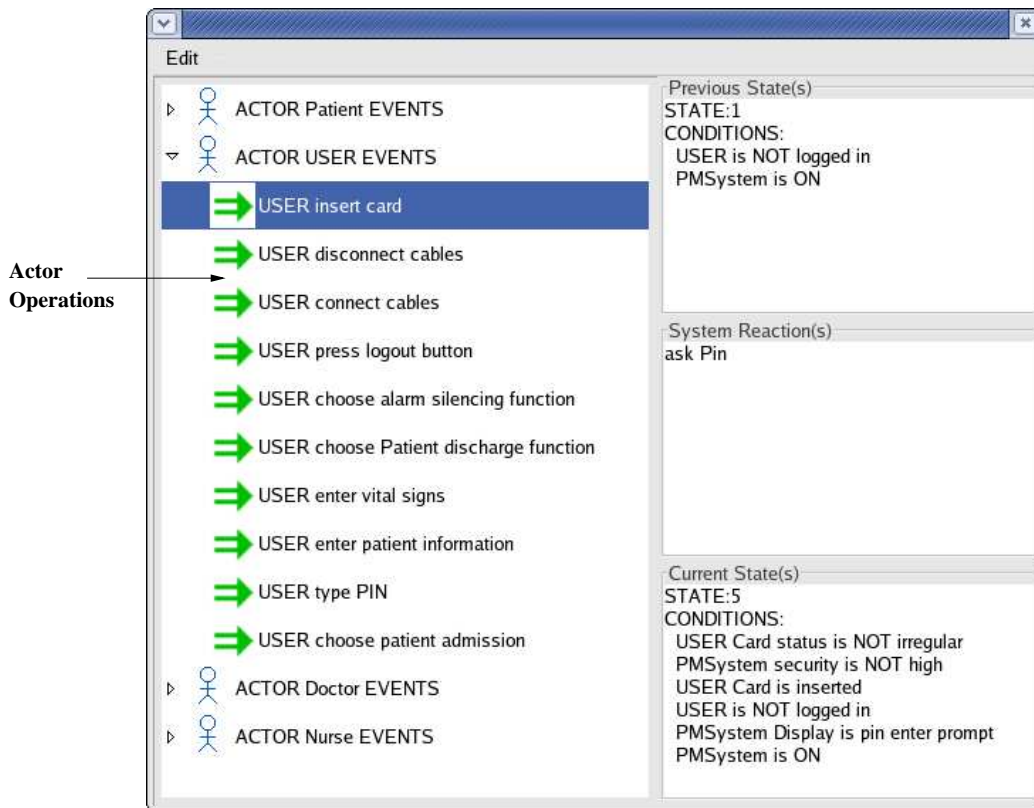 Edit
ACTOR Patient EVENTS
ACTOR USER EVENTS
USER insert card
USER disconnect cables
USER connect cables
USER press logout button
USER choose alarm silencing function
USER choose Patient discharge function
USER enter vital signs
USER enter patient information
USER type PIN
USER choose patient admission
ACTOR Doctor EVENTS
ACTOR Nurse EVENTS
Actor
Operations
Previous State(s)
STATE:1
CONDITIONS:
USER is NOT logged in
PMSystem is ON
System Reaction(s)
ask Pin
Current State(s)
STATE:5
CONDITIONS:
USER Card status is NOT irregular
PMSystem security is NOT high
USER Card is inserted
USER is NOT logged in
PMSystem Display is pin enter prompt
PMSystem is ON